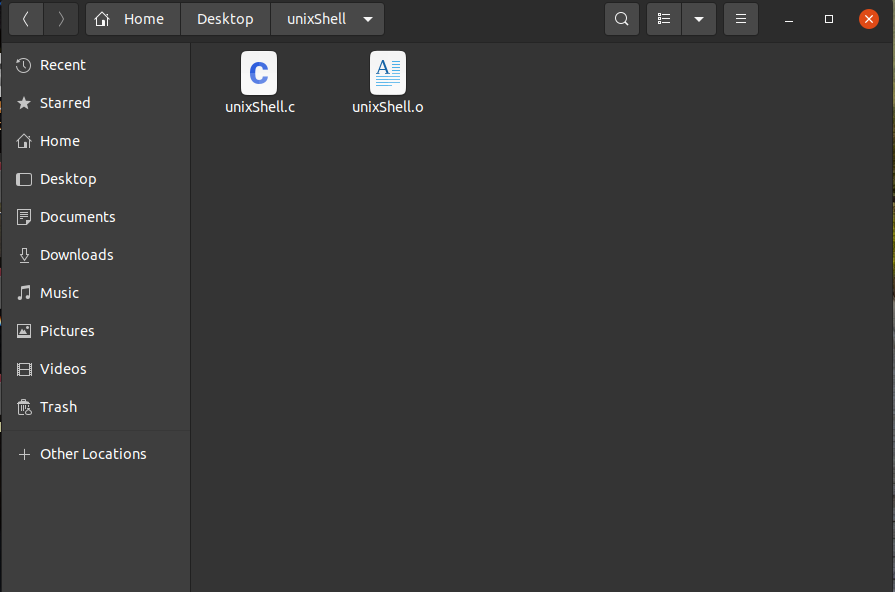 Home Desktop unixShell
Recent
Starred
Home
Desktop
Documents
Downloads
Music
Pictures
Videos
Trash
Other Locations
unixShell.c unixShell.o